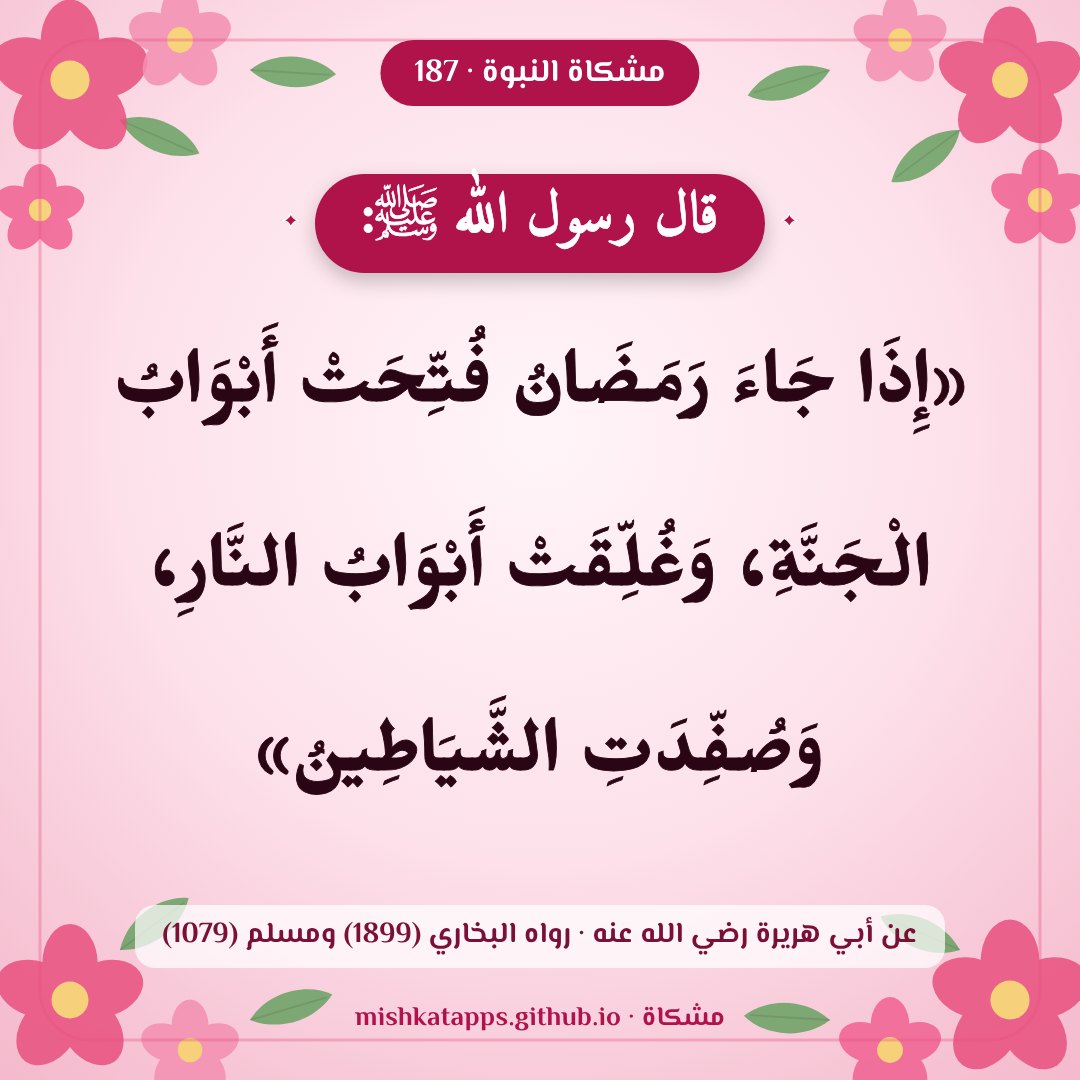 مشكاة النبوة · 187
قال رسول الله ﷺ:
«إِذَا جَاءَ رَمَضَانُ فُتِّحَتْ أَبْوَابُ
الْجَنَّةِ، وَغُلِّقَتْ أَبْوَابُ النَّارِ،
وَصُفِّدَتِ الشَّيَاطِينُ»
عن أبي هريرة رضي الله عنه · رواه البخاري (1899) ومسلم (1079)
مشكاة · mishkatapps.github.io